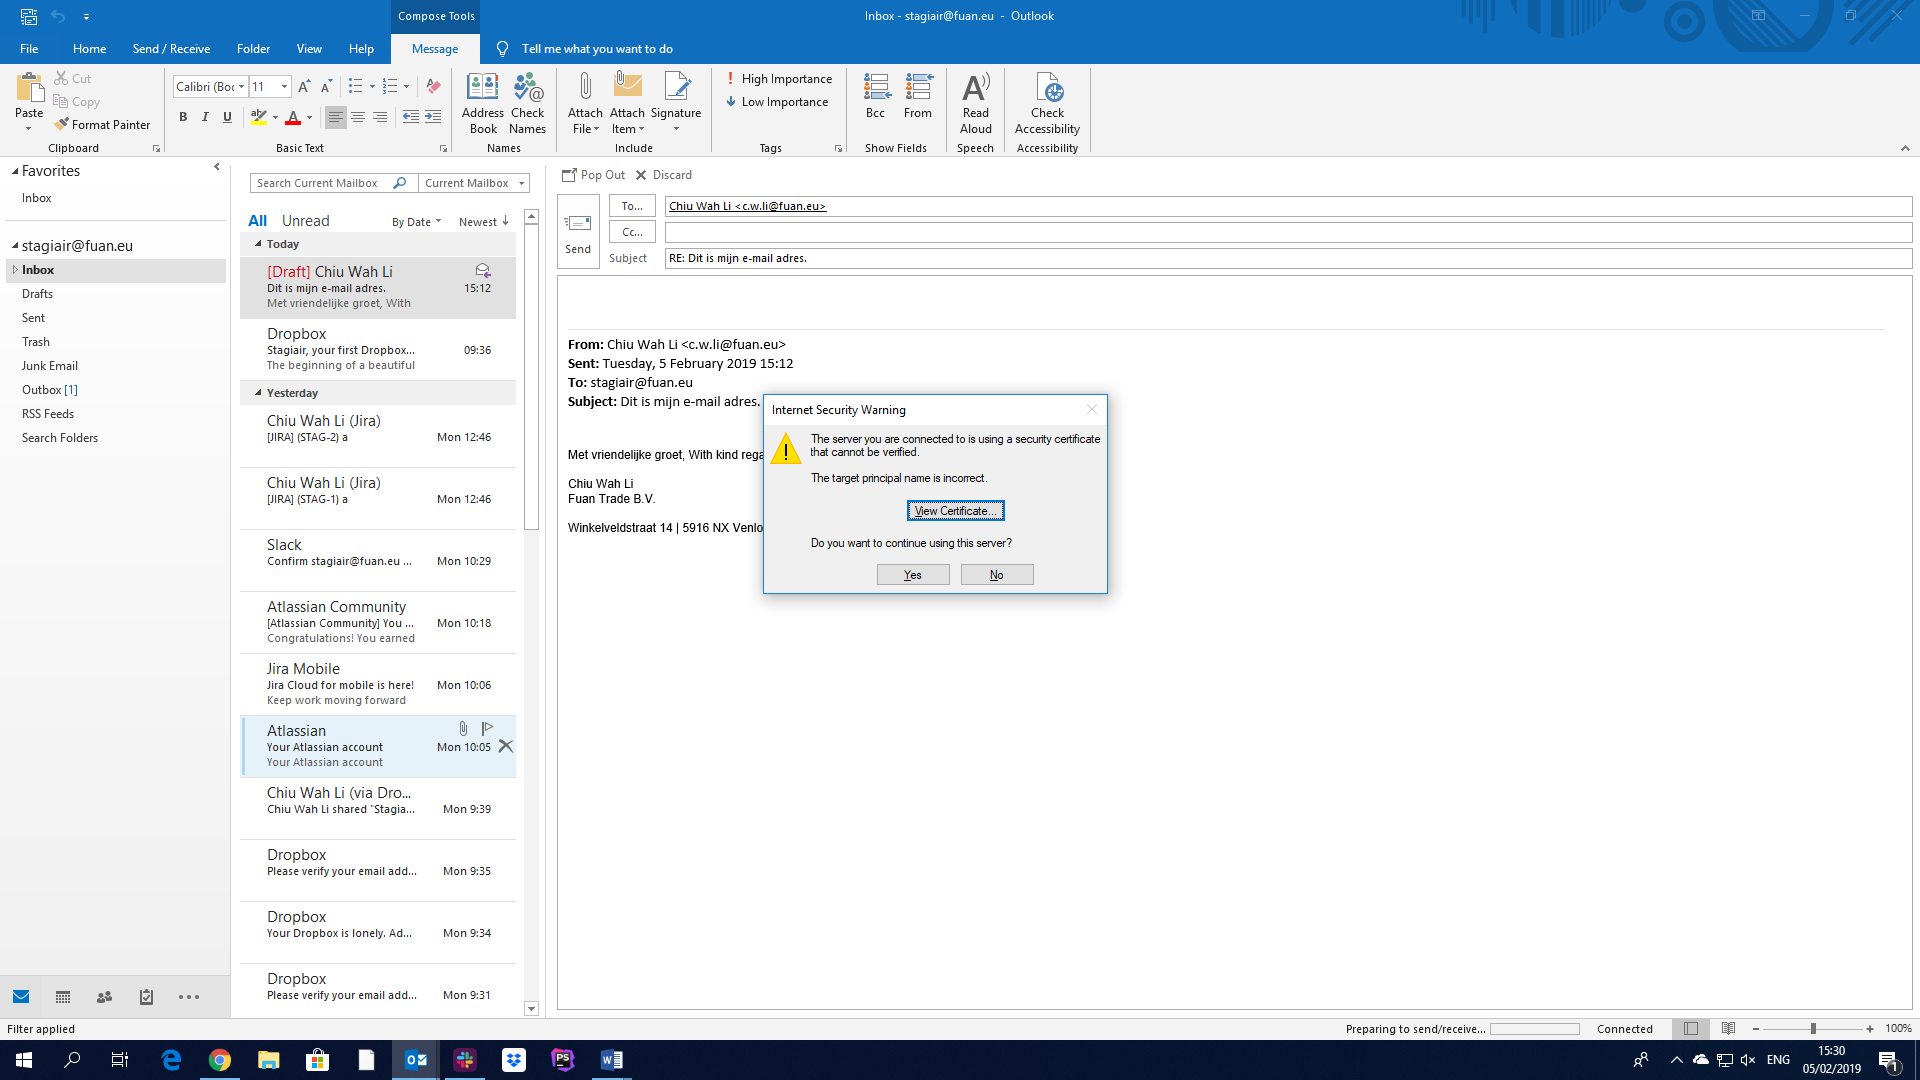 Compose Tools
Inbox - stagiair@fuan.eu - Outlook
File
Home
Send / Receive
Folder
View
Help
Message
Tell me what you want to do
Paste
Cut
Copy
Format Painter
Clipboard
Calibri (Boc
11
B I U
A
Basic Text
Address Book
Check Names
Names
Attach File
Attach Item
Signature
Include
High Importance
Low Importance
Tags
Bcc
From
Show Fields
Read Aloud
Speech
Check Accessibility
Accessibility
Favorites
Inbox
stagiair@fuan.eu
Inbox
Drafts
Sent
Trash
Junk Email
Outbox [1]
RSS Feeds
Search Folders
Search Current Mailbox
Current Mailbox
All
Unread
By Date
Newest
Today
[Draft] Chiu Wah Li
Dit is mijn e-mail adres.
15:12
Met vriendelijke groet, With
Dropbox
Stagiair, your first Dropbox...
09:36
The beginning of a beautiful
Yesterday
Chiu Wah Li (Jira)
[JIRA] (STAG-2) a
Mon 12:46
Chiu Wah Li (Jira)
[JIRA] (STAG-1) a
Mon 12:46
Slack
Confirm stagiair@fuan.eu ...
Mon 10:29
Atlassian Community
[Atlassian Community] You ...
Mon 10:18
Congratulations! You earned
Jira Mobile
Jira Cloud for mobile is here!
Mon 10:06
Keep work moving forward
Atlassian
Your Atlassian account
Mon 10:05
Your Atlassian account
Chiu Wah Li (via Dro...
Chiu Wah Li shared "Stagia...
Mon 9:39
Dropbox
Please verify your email add...
Mon 9:35
Dropbox
Your Dropbox is lonely. Ad...
Mon 9:34
Dropbox
Please verify your email add...
Mon 9:31
Pop Out
Discard
Send
To...
Chiu Wah Li <c.w.li@fuan.eu>
Cc...
Subject
RE: Dit is mijn e-mail adres.
From: Chiu Wah Li <c.w.li@fuan.eu>
Sent: Tuesday, 5 February 2019 15:12
To: stagiair@fuan.eu
Subject: Dit is mijn e-mail adres.
Met vriendelijke groet, With kind rega
Chiu Wah Li
Fuan Trade B.V.
Winkelveldstraat 14 | 5916 NX Venlo
Internet Security Warning
The server you are connected to is using a security certificate
that cannot be verified.
The target principal name is incorrect.
View Certificate...
Do you want to continue using this server?
Yes
No
Filter applied
Preparing to send/receive...
Connected
100%
ENG
15:30
05/02/2019
1